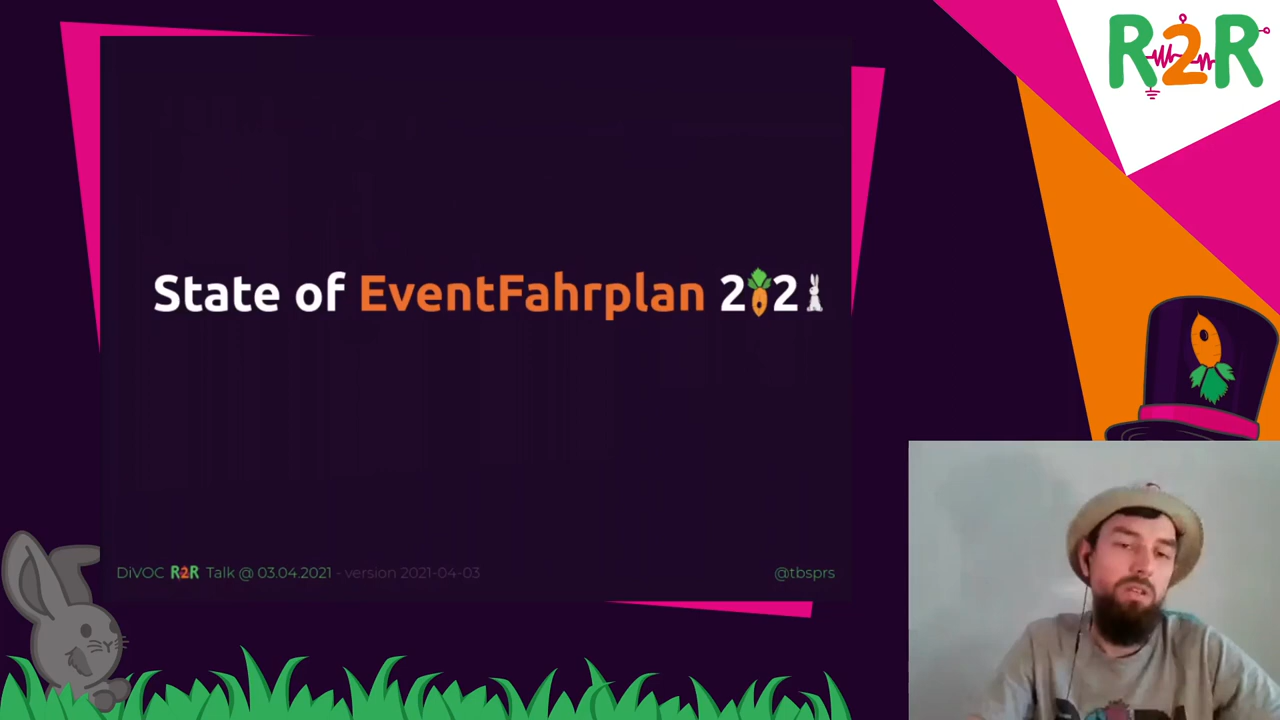 R2R
State of EventFahrplan 2021
DiVOC R2R Talk @ 03.04.2021 - version 2021-04-03
@tbsprs